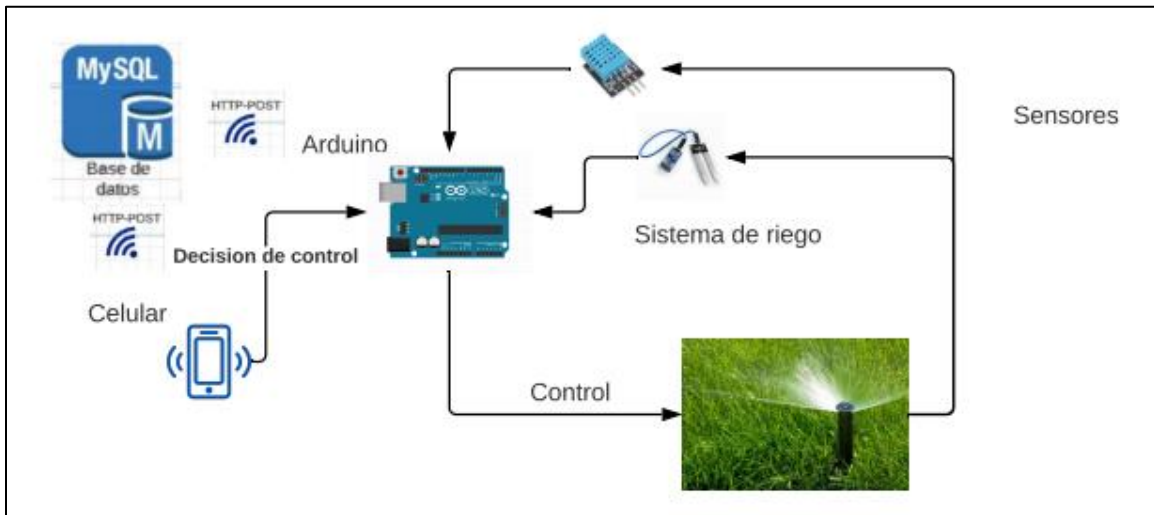 MySQL
M
Base de
datos
HTTP-POST
HTTP-POST
Arduino
Decision de control
Celular
Sensores
Sistema de riego
Control